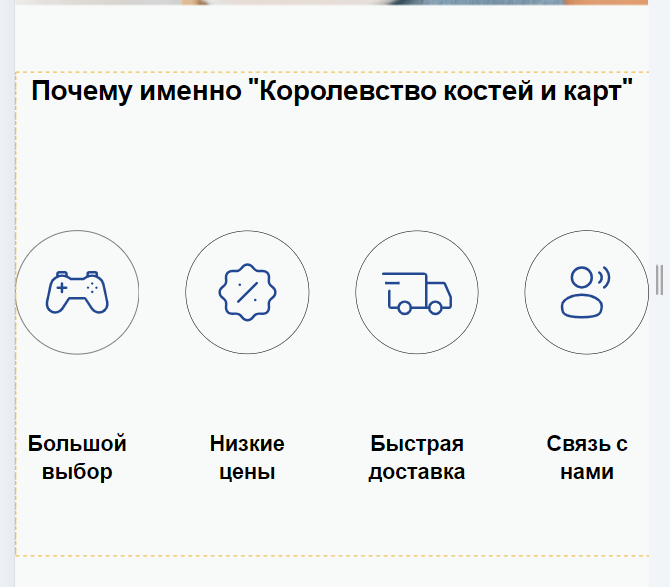 Почему именно "Королевство костей и карт"
Большой
выбор
Низкие
цены
Быстрая
доставка
Связь с
нами